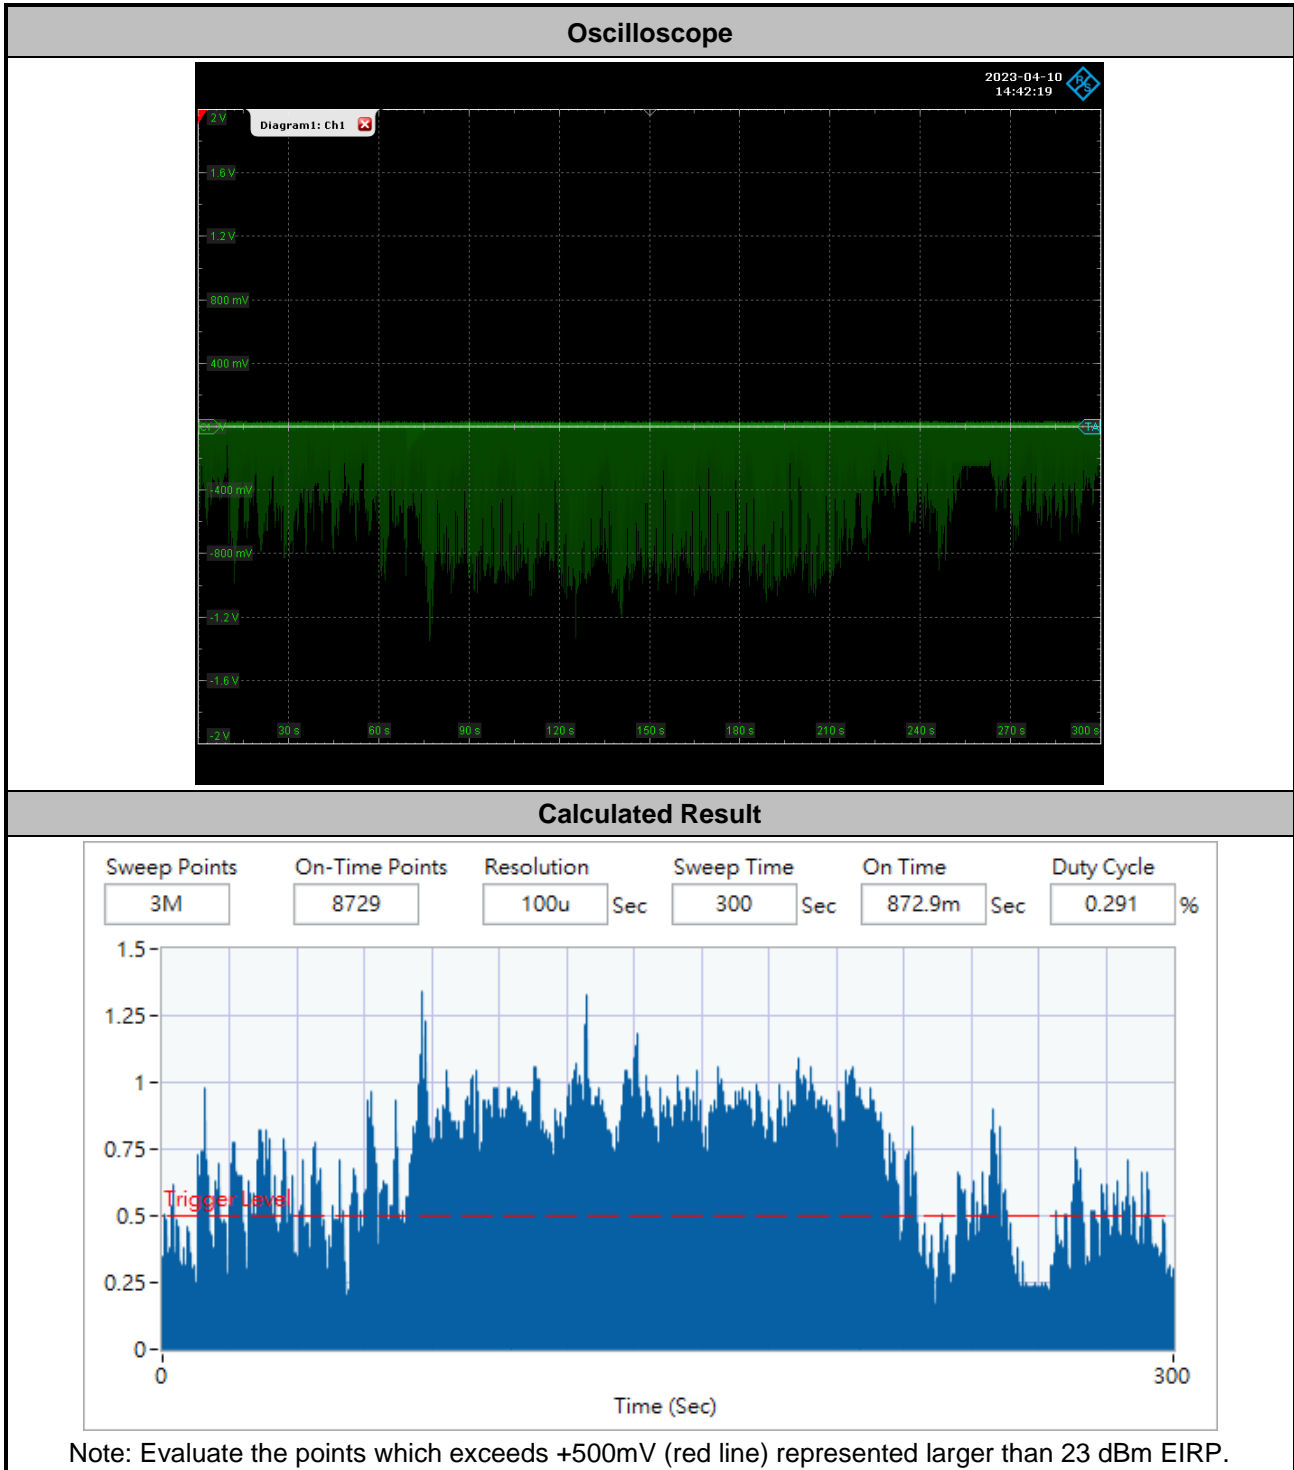 Oscilloscope
2023-04-10
14:42:19
R&S
Diagram1: Ch1
2 V
1.6 V
1.2 V
800 mV
400 mV
TA
-400 mV
-800 mV
-1.2 V
-1.6 V
-2 V
30 s 60 s 90 s 120 s 150 s 180 s 210 s 240 s 270 s 300 s
Calculated Result
Sweep Points On-Time Points Resolution Sweep Time On Time Duty Cycle
3M 8729 100u Sec 300 Sec 872.9m Sec 0.291 %
1.5
1.25
1
0.75
Trigger Level
0.5
0.25
0
0 300
Time (Sec)
Note: Evaluate the points which exceeds +500mV (red line) represented larger than 23 dBm EIRP.